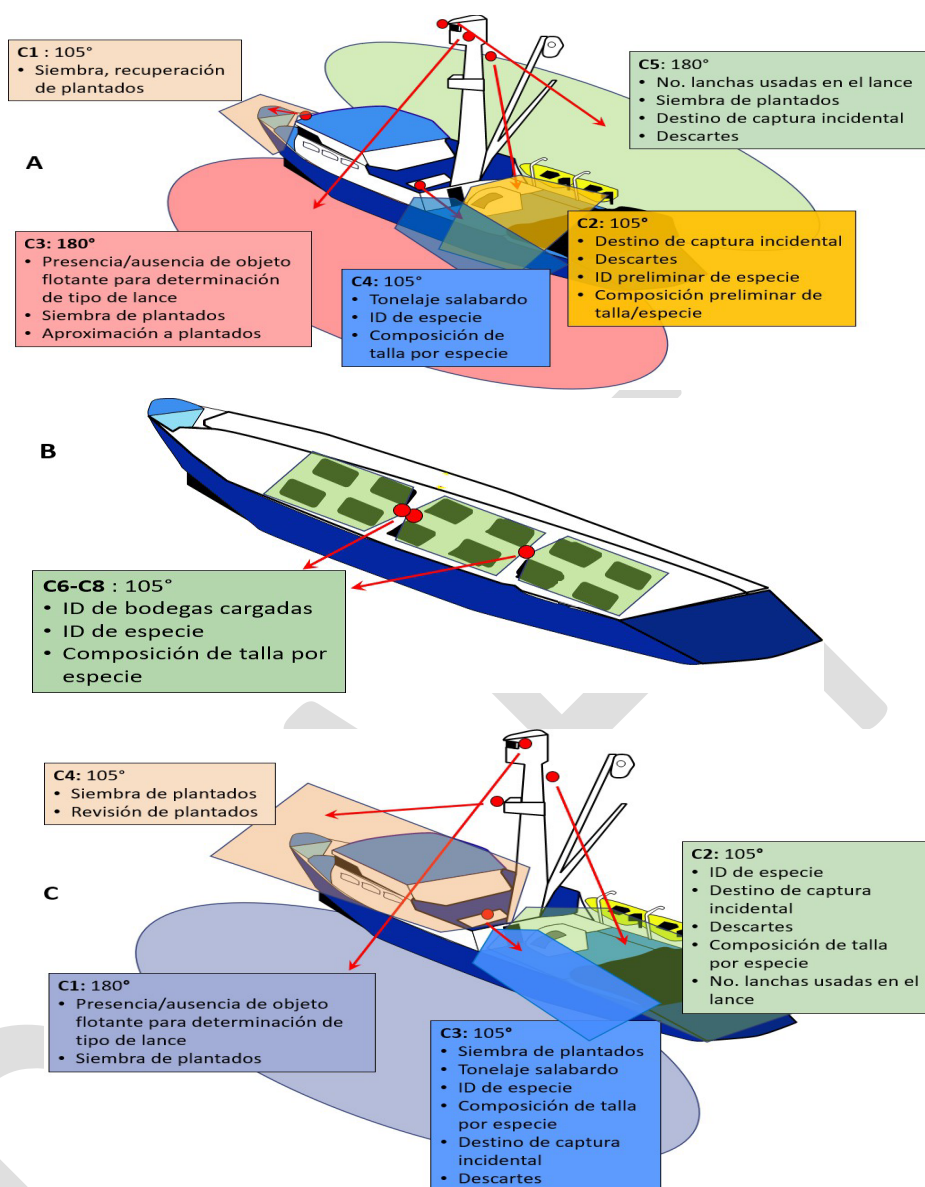 C1 : 105°
• Siembra, recuperación
de plantados
C5: 180°
• No. lanchas usadas en el lance
• Siembra de plantados
• Destino de captura incidental
• Descartes
A
C3: 180°
• Presencia/ausencia de objeto
flotante para determinación
de tipo de lance
• Siembra de plantados
• Aproximación a plantados
C4: 105°
• Tonelaje salabardo
• ID de especie
• Composición de
talla por especie
C2: 105°
• Destino de captura incidental
• Descartes
• ID preliminar de especie
• Composición preliminar de
talla/especie
B
C6-C8 : 105°
• ID de bodegas cargadas
• ID de especie
• Composición de talla por
especie
C4: 105°
• Siembra de plantados
• Revisión de plantados
C
C2: 105°
• ID de especie
• Destino de captura
incidental
• Descartes
• Composición de talla
por especie
• No. lanchas usadas en el
lance
C1: 180°
• Presencia/ausencia de objeto
flotante para determinación de
tipo de lance
• Siembra de plantados
C3: 105°
• Siembra de plantados
• Tonelaje salabardo
• ID de especie
• Composición de talla
por especie
• Destino de captura
incidental
• Descartes